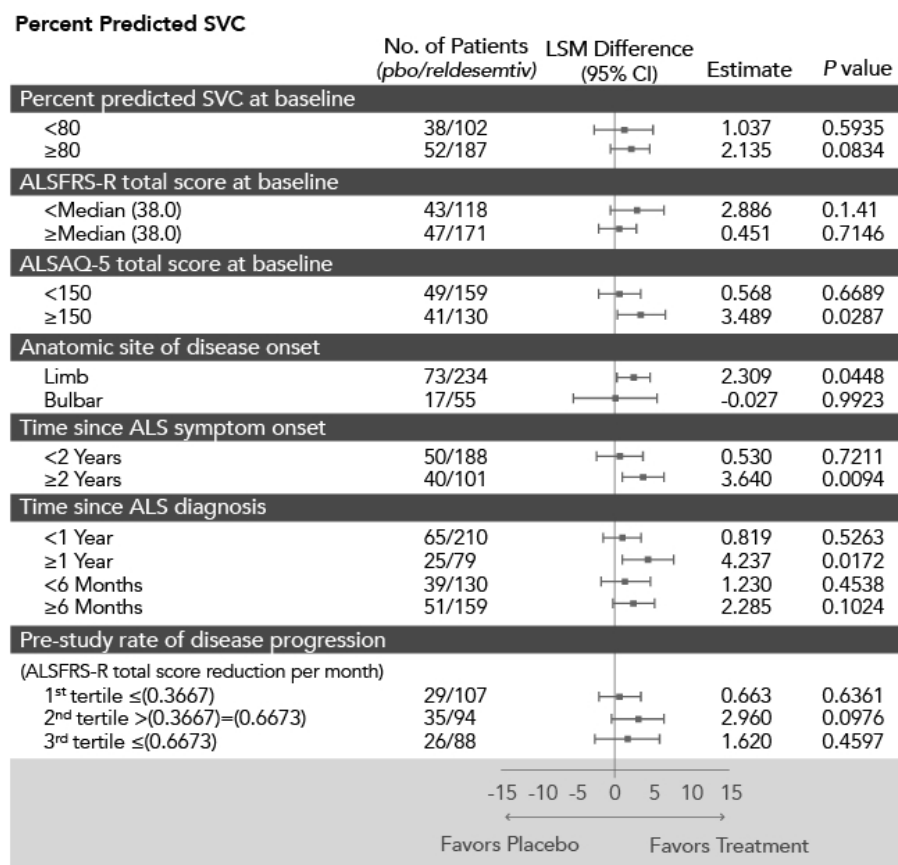 Percent Predicted SVC
No. of Patients LSM Difference
(pbo/reldesemtiv) (95% CI) Estimate P value
Percent predicted SVC at baseline
<80 38/102 1.037 0.5935
≥80 52/187 2.135 0.0834
ALSFRS-R total score at baseline
<Median (38.0) 43/118 2.886 0.1.41
≥Median (38.0) 47/171 0.451 0.7146
ALSAQ-5 total score at baseline
<150 49/159 0.568 0.6689
≥150 41/130 3.489 0.0287
Anatomic site of disease onset
Limb 73/234 2.309 0.0448
Bulbar 17/55 -0.027 0.9923
Time since ALS symptom onset
<2 Years 50/188 0.530 0.7211
≥2 Years 40/101 3.640 0.0094
Time since ALS diagnosis
<1 Year 65/210 0.819 0.5263
≥1 Year 25/79 4.237 0.0172
<6 Months 39/130 1.230 0.4538
≥6 Months 51/159 2.285 0.1024
Pre-study rate of disease progression
(ALSFRS-R total score reduction per month)
1st tertile ≤(0.3667) 29/107 0.663 0.6361
2nd tertile >(0.3667)=(0.6673) 35/94 2.960 0.0976
3rd tertile ≤(0.6673) 26/88 1.620 0.4597
-15 -10 -5 0 5 10 15
Favors Placebo Favors Treatment